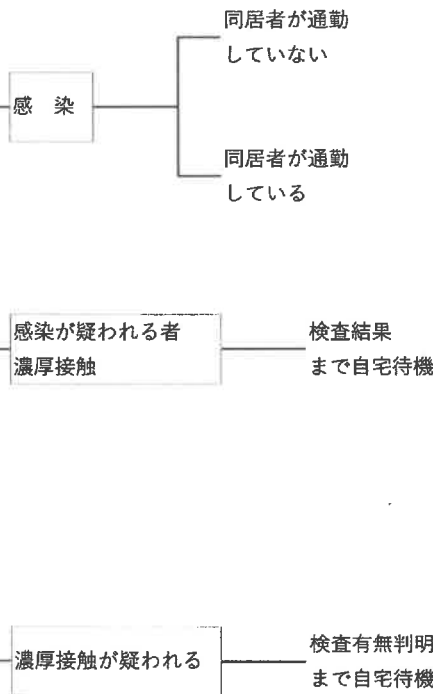 同居者が通勤
していない
感　染
同居者が通勤
している
感染が疑われる者
濃厚接触
検査結果
まで自宅待機
濃厚接触が疑われる
検査有無判明
まで自宅待機